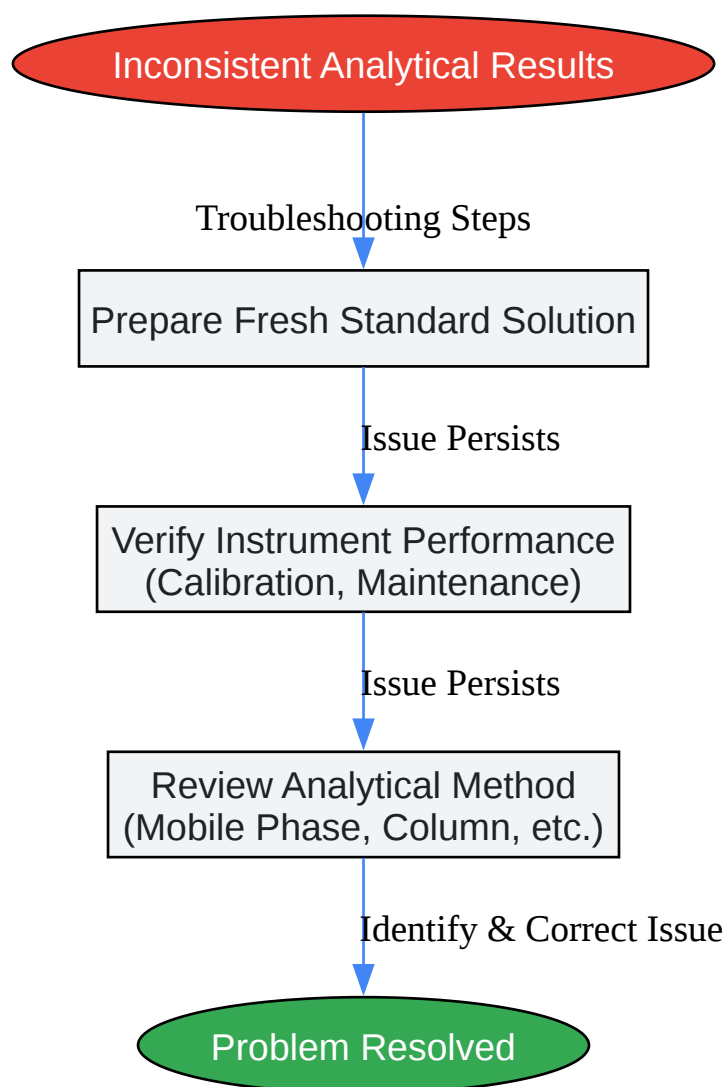 Inconsistent Analytical Results
Troubleshooting Steps
Prepare Fresh Standard Solution
Issue Persists
Verify Instrument Performance
(Calibration, Maintenance)
Issue Persists
Review Analytical Method
(Mobile Phase, Column, etc.)
Identify & Correct Issue
Problem Resolved